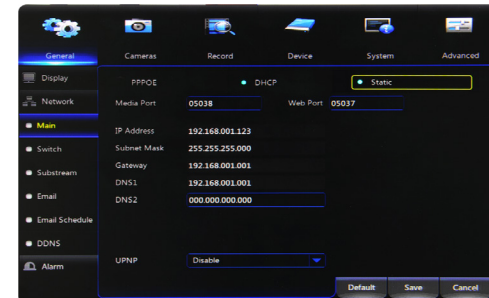 General Cameras Record Device System Advanced
Display
Network
Main
Switch
Substream
Email
Email Schedule
DDNS
Alarm
PPPOE DHCP Static
Media Port 05038 Web Port 05037
IP Address 192.168.001.123
Subnet Mask 255.255.255.000
Gateway 192.168.001.001
DNS1 192.168.001.001
DNS2 000.000.000.000
UPNP Disable
Default Save Cancel